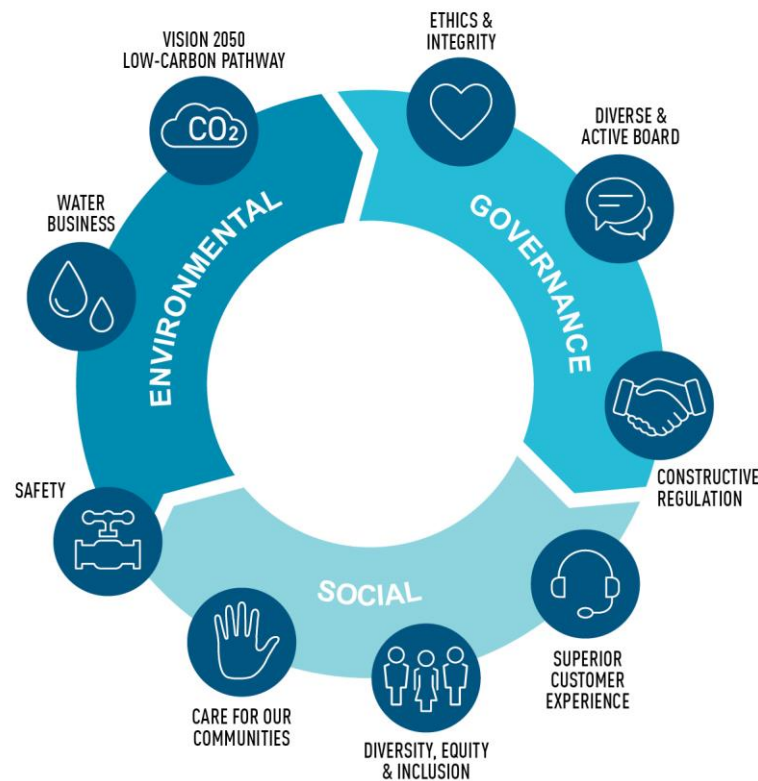 ETHICS &
INTEGRITY
VISION 2050
LOW-CARBON PATHWAY
CO2
DIVERSE &
ACTIVE BOARD
WATER
BUSINESS
ENVIRONMENTAL
GOVERNANCE
SAFETY
CONSTRUCTIVE
REGULATION
SOCIAL
SUPERIOR
CUSTOMER
EXPERIENCE
CARE FOR OUR
COMMUNITIES
DIVERSITY, EQUITY
& INCLUSION